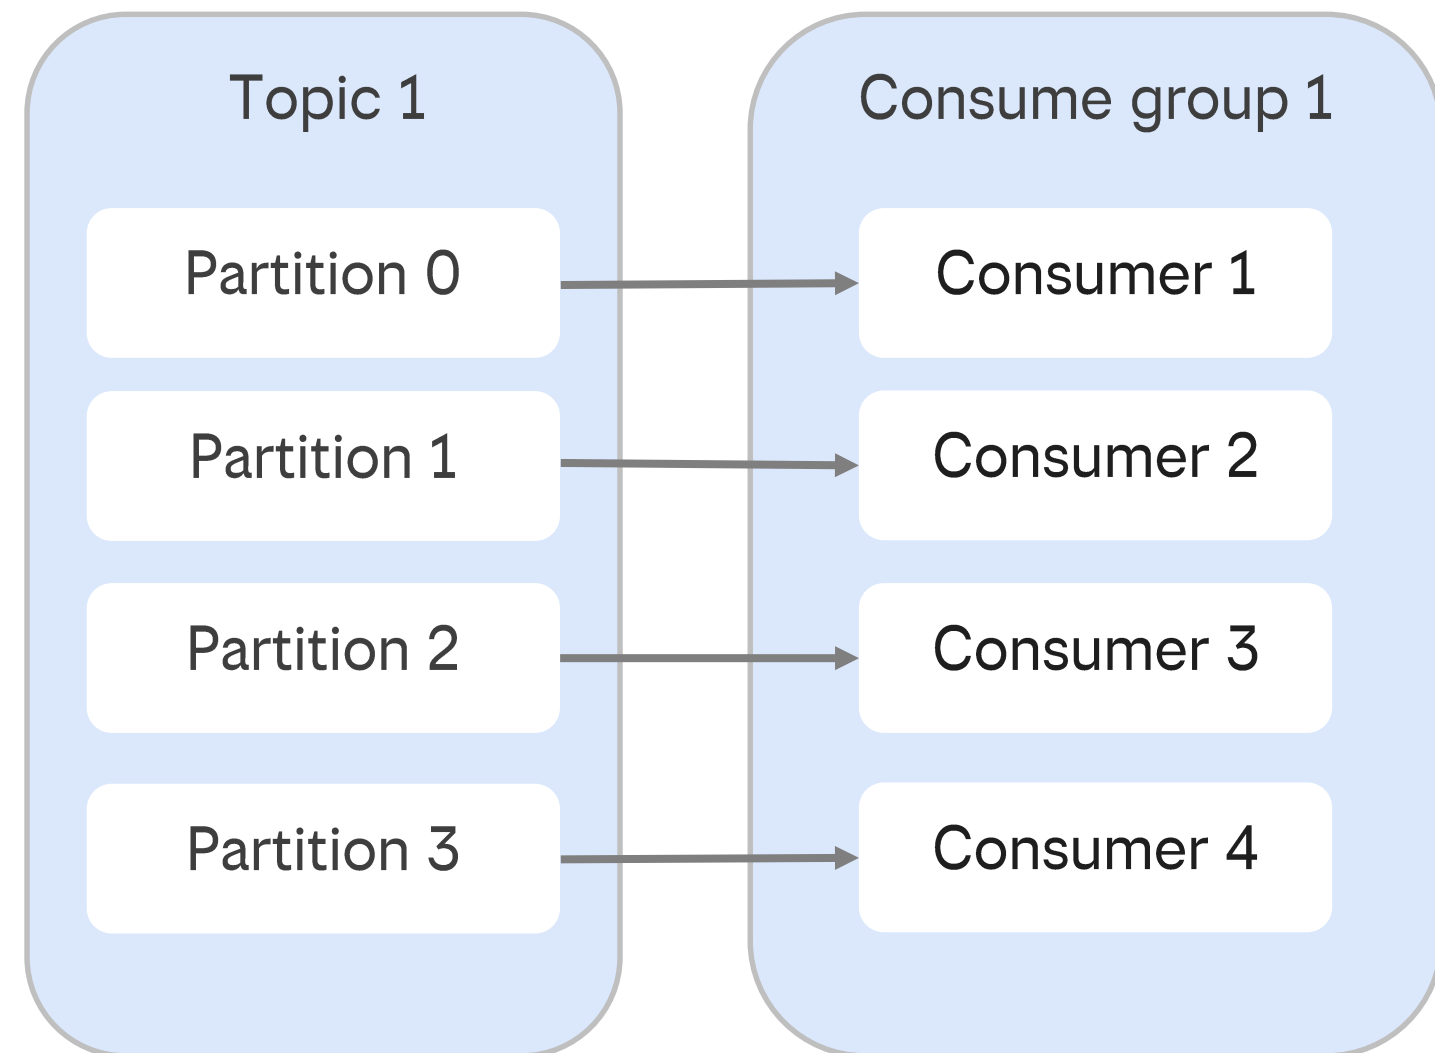 Topic 1
Partition 0
Partition 1
Partition 2
Partition 3
Consume group 1
Consumer 1
Consumer 2
Consumer 3
Consumer 4